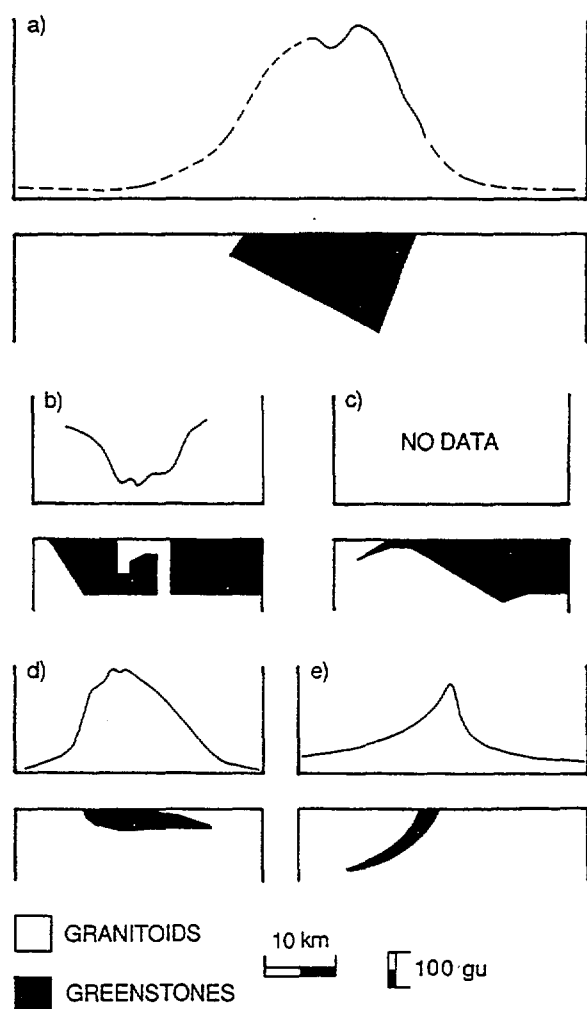 a)
b)
c)
NO DATA
d)
e)
GRANITOIDS
10 km
100 gu
GREENSTONES